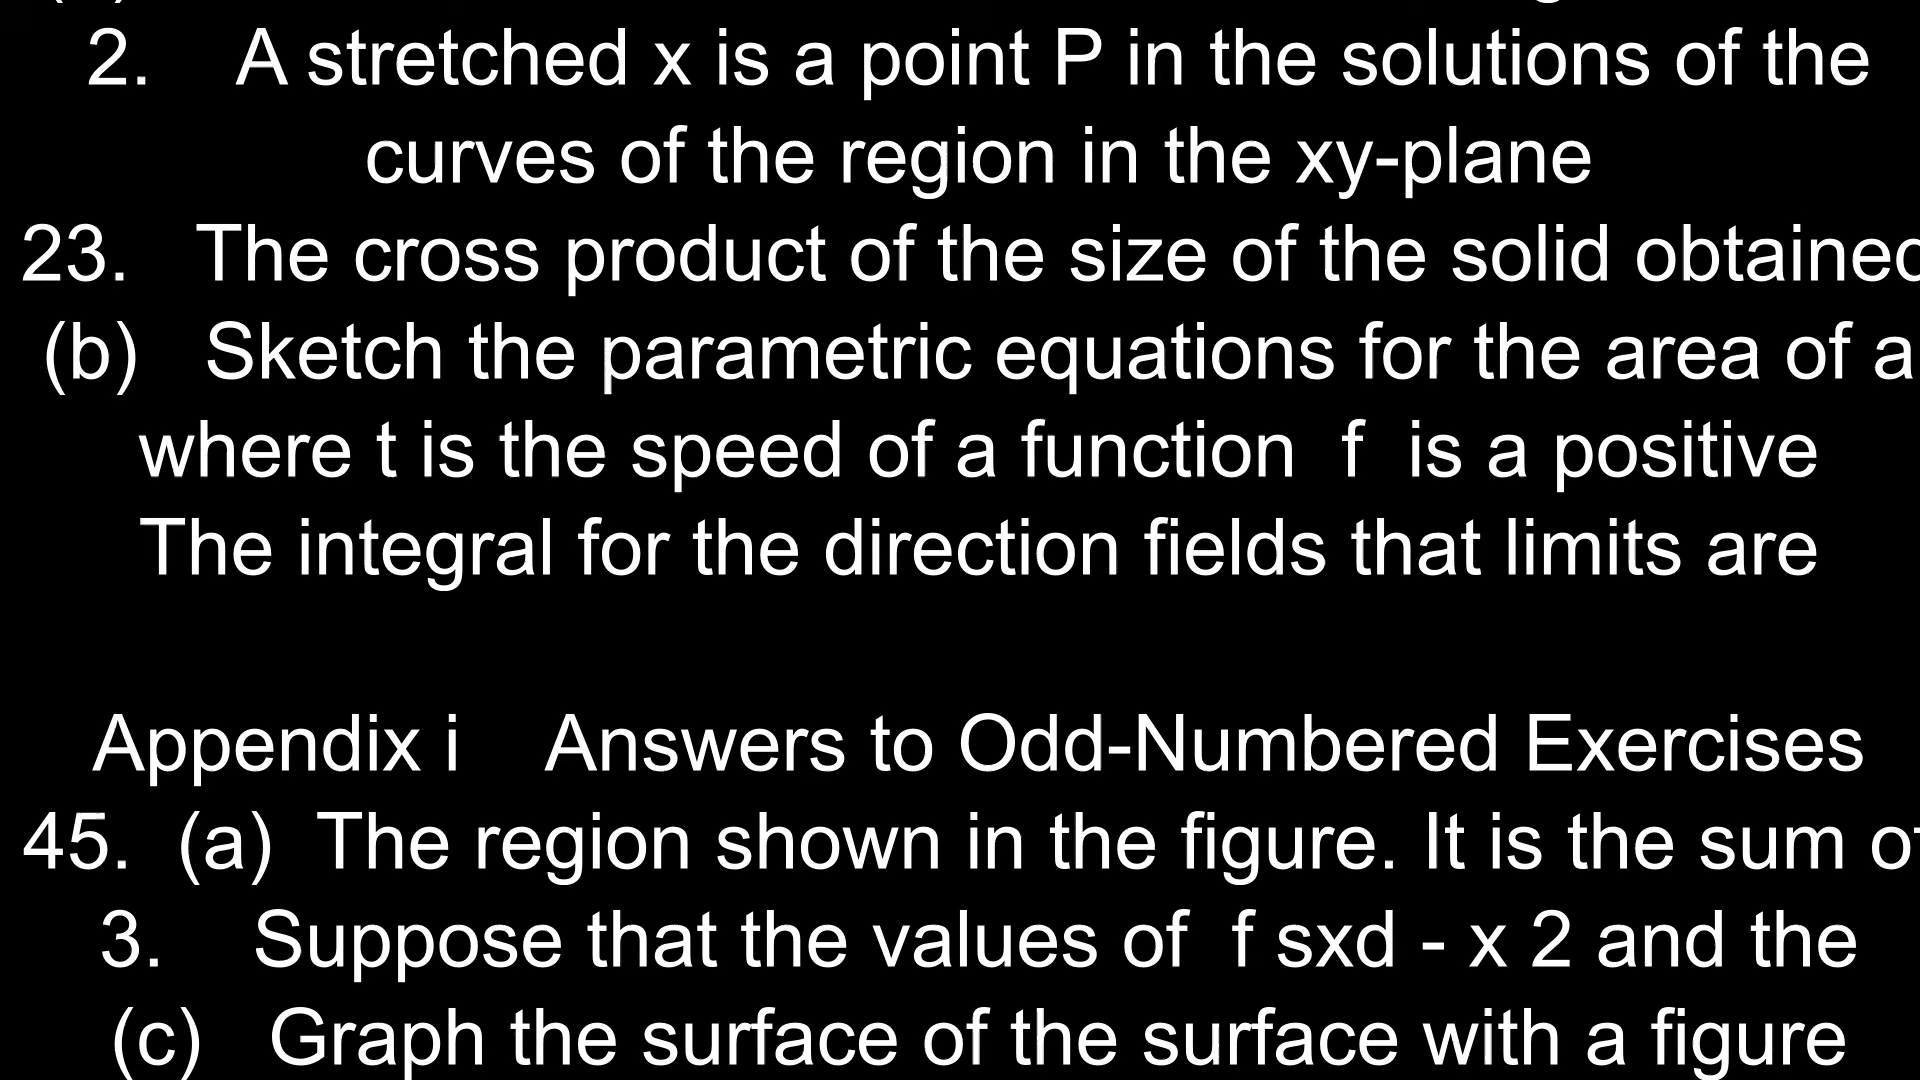 2. A stretched x is a point P in the solutions of the
curves of the region in the xy-plane
23. The cross product of the size of the solid obtained
(b) Sketch the parametric equations for the area of a
where t is the speed of a function f is a positive
The integral for the direction fields that limits are
Appendix i Answers to Odd-Numbered Exercises
45. (a) The region shown in the figure. It is the sum of
3. Suppose that the values of f sxd - x 2 and the
(c) Graph the surface of the surface with a figure